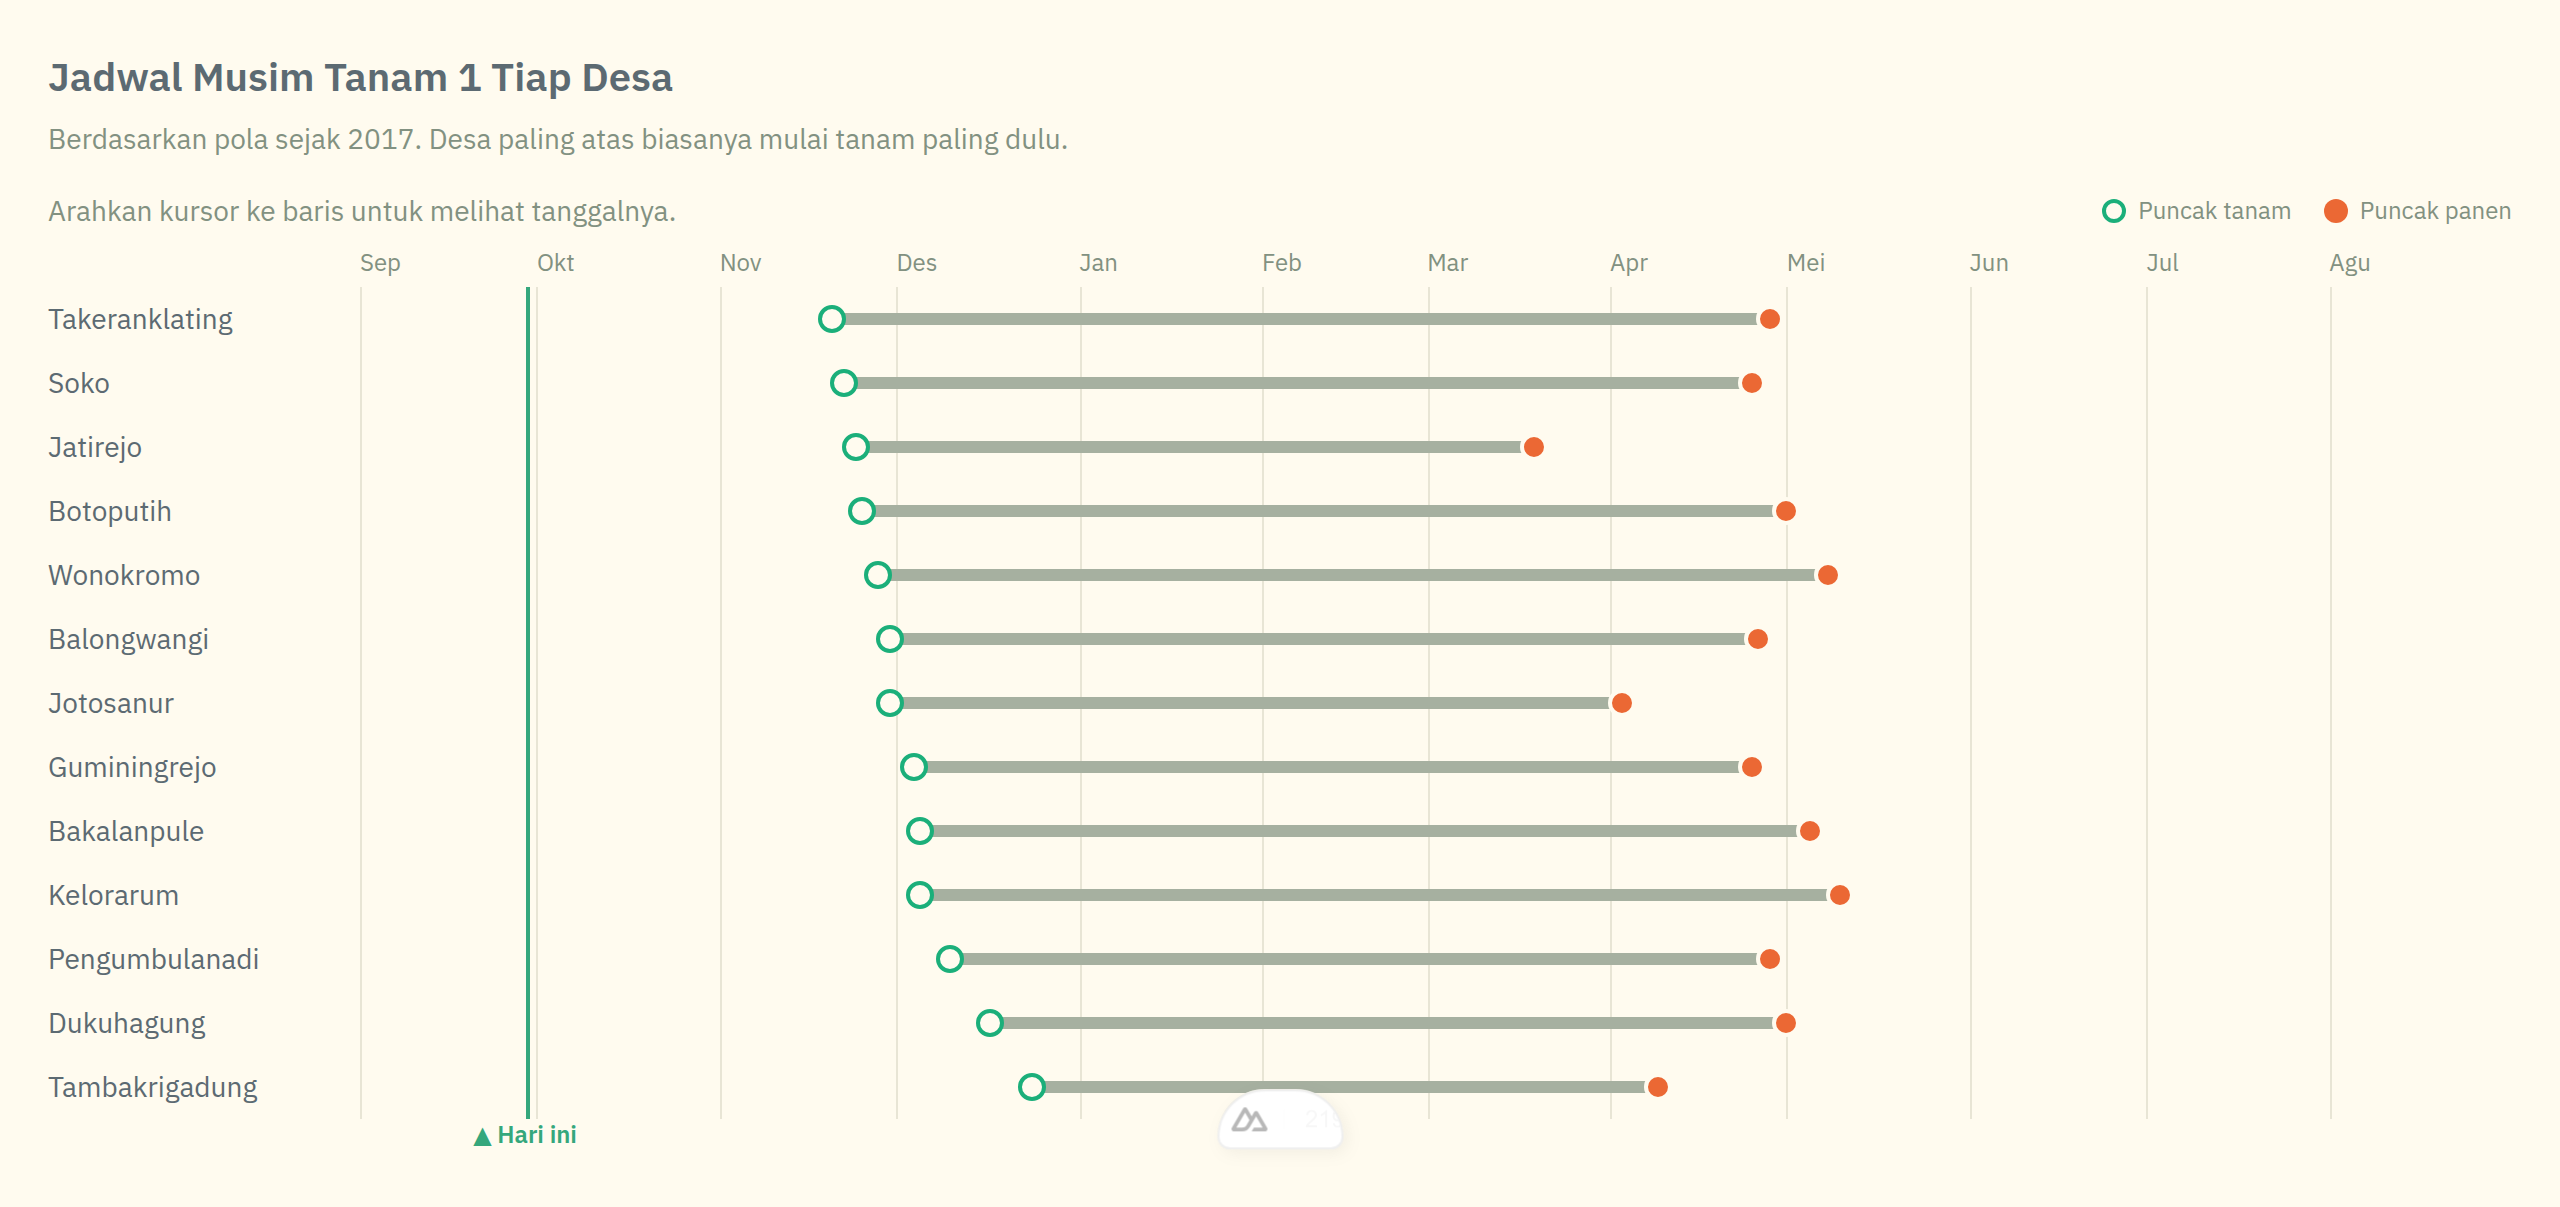 Jadwal Musim Tanam 1 Tiap Desa
Berdasarkan pola sejak 2017. Desa paling atas biasanya mulai tanam paling dulu.
Arahkan kursor ke baris untuk melihat tanggalnya.
Puncak tanam Puncak panen
Sep Okt Nov Des Jan Feb Mar Apr Mei Jun Jul Agu
Takeranklating
Soko
Jatirejo
Botoputih
Wonokromo
Balongwangi
Jotosanur
Guminingrejo
Bakalanpule
Kelorarum
Pengumbulanadi
Dukuhagung
Tambakrigadung
▲ Hari ini